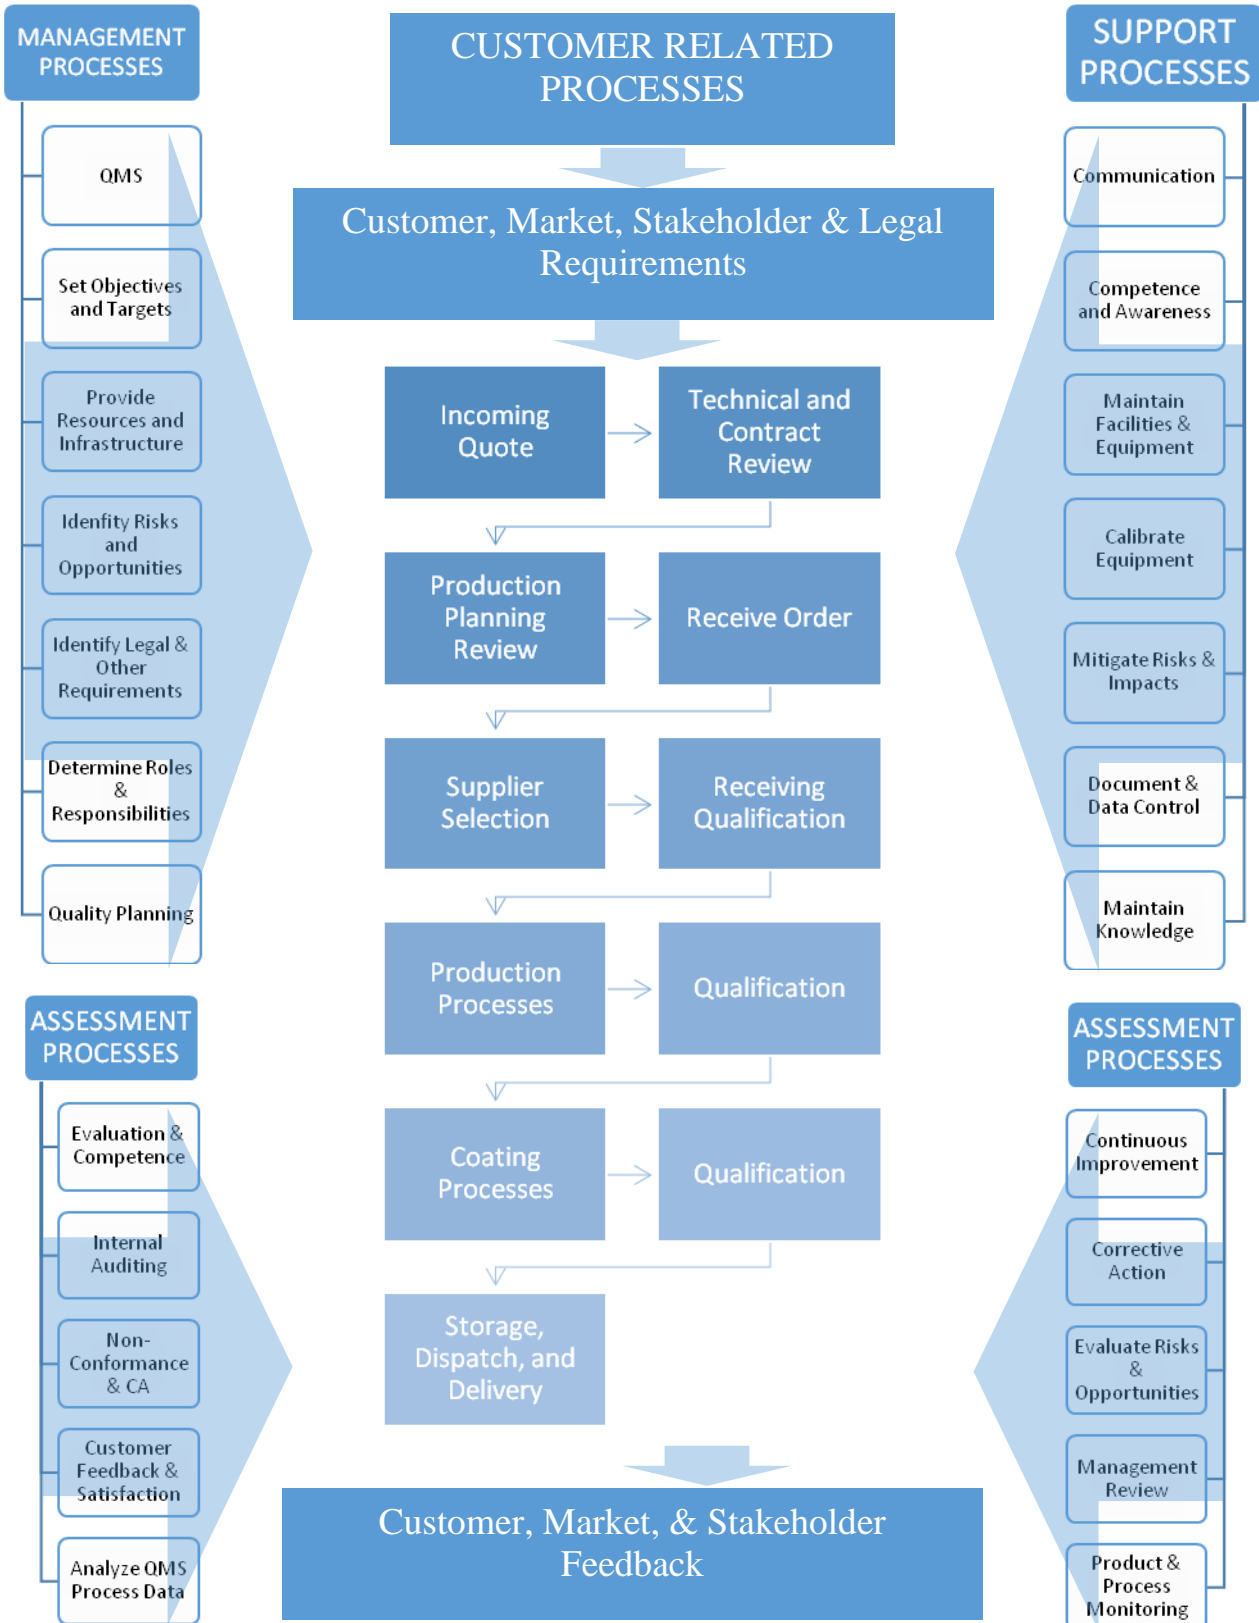 MANAGEMENT
PROCESSES
QMS
Set Objectives
and Targets
Provide
Resources and
Infrastructure
Idenfity Risks
and
Opportunities
Identify Legal &
Other
Requirements
Determine Roles
&
Responsibilities
Quality Planning
ASSESSMENT
PROCESSES
Evaluation &
Competence
Internal
Auditing
Non-
Conformance
& CA
Customer
Feedback &
Satisfaction
Analyze QMS
Process Data
CUSTOMER RELATED
PROCESSES
Customer, Market, Stakeholder & Legal
Requirements
Incoming
Quote
Technical and
Contract
Review
Production
Planning
Review
Receive Order
Supplier
Selection
Receiving
Qualification
Production
Processes
Qualification
Coating
Processes
Qualification
Storage,
Dispatch, and
Delivery
Customer, Market, & Stakeholder
Feedback
SUPPORT
PROCESSES
Communication
Competence
and Awareness
Maintain
Facilities &
Equipment
Calibrate
Equipment
Mitigate Risks &
Impacts
Document &
Data Control
Maintain
Knowledge
ASSESSMENT
PROCESSES
Continuous
Improvement
Corrective
Action
Evaluate Risks
&
Opportunities
Management
Review
Product &
Process
Monitoring